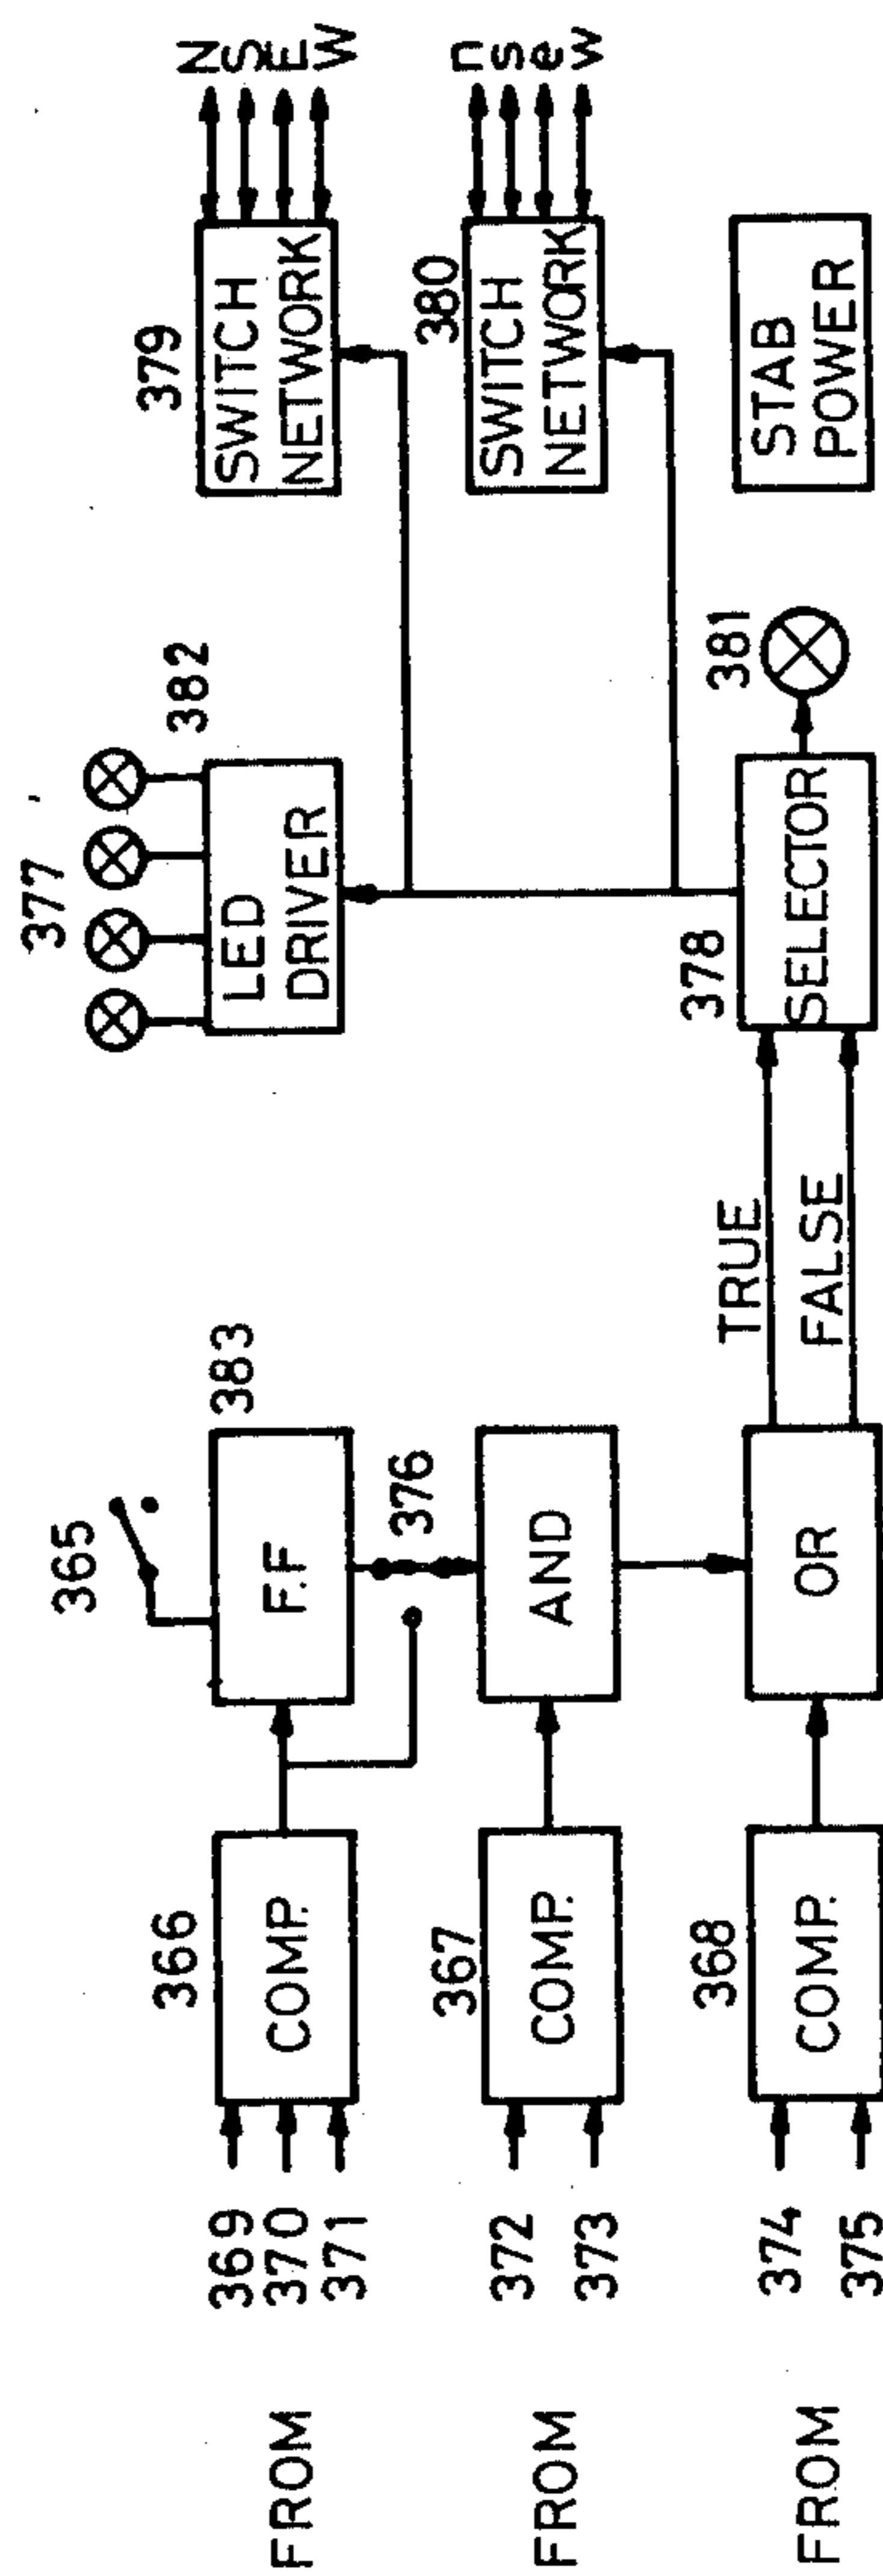 FROM
369
370
371
366
COMP.
365
F.F
383
376
377
382
LED
DRIVER
379
SWITCH
NETWORK
N
S
E
W
FROM
372
373
367
COMP.
AND
380
SWITCH
NETWORK
n
s
e
w
FROM
374
375
368
COMP.
OR
TRUE
FALSE
378
SELECTOR
381
STAB
POWER